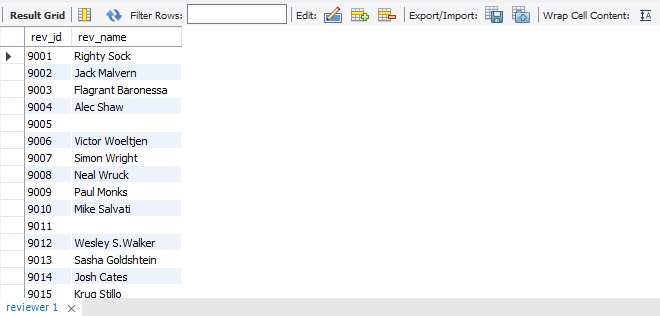 Result Grid Filter Rows: Edit: Export/Import: Wrap Cell Content: IA
rev_id rev_name
9001 Righty Sock
9002 Jack Malvern
9003 Flagrant Baronessa
9004 Alec Shaw
9005
9006 Victor Woeltjen
9007 Simon Wright
9008 Neal Wruck
9009 Paul Monks
9010 Mike Salvati
9011
9012 Wesley S.Walker
9013 Sasha Goldshtein
9014 Josh Cates
9015 Krug Stillo
reviewer 1